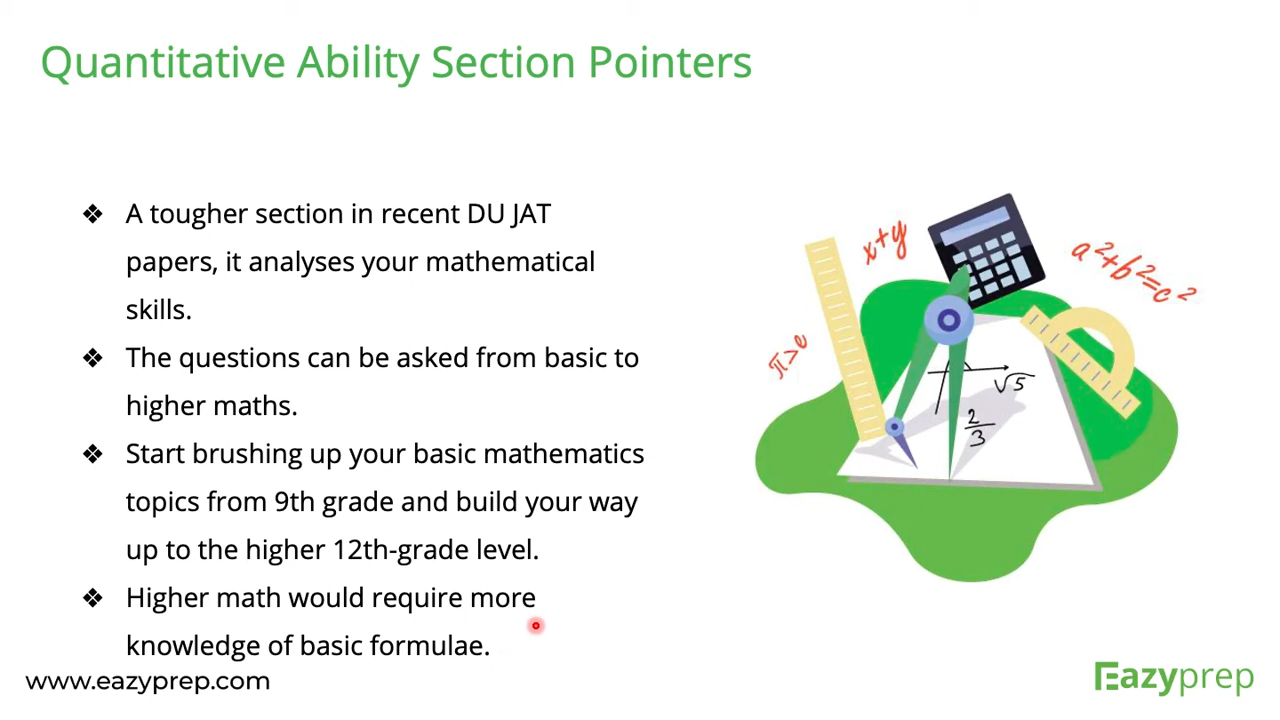 Quantitative Ability Section Pointers
❖ A tougher section in recent DU JAT
papers, it analyses your mathematical
skills.
❖ The questions can be asked from basic to
higher maths.
❖ Start brushing up your basic mathematics
topics from 9th grade and build your way
up to the higher 12th-grade level.
❖ Higher math would require more
knowledge of basic formulae.
x+y
a²+b²=c²
π>e
√5
2/3
www.eazyprep.com
Eazyprep